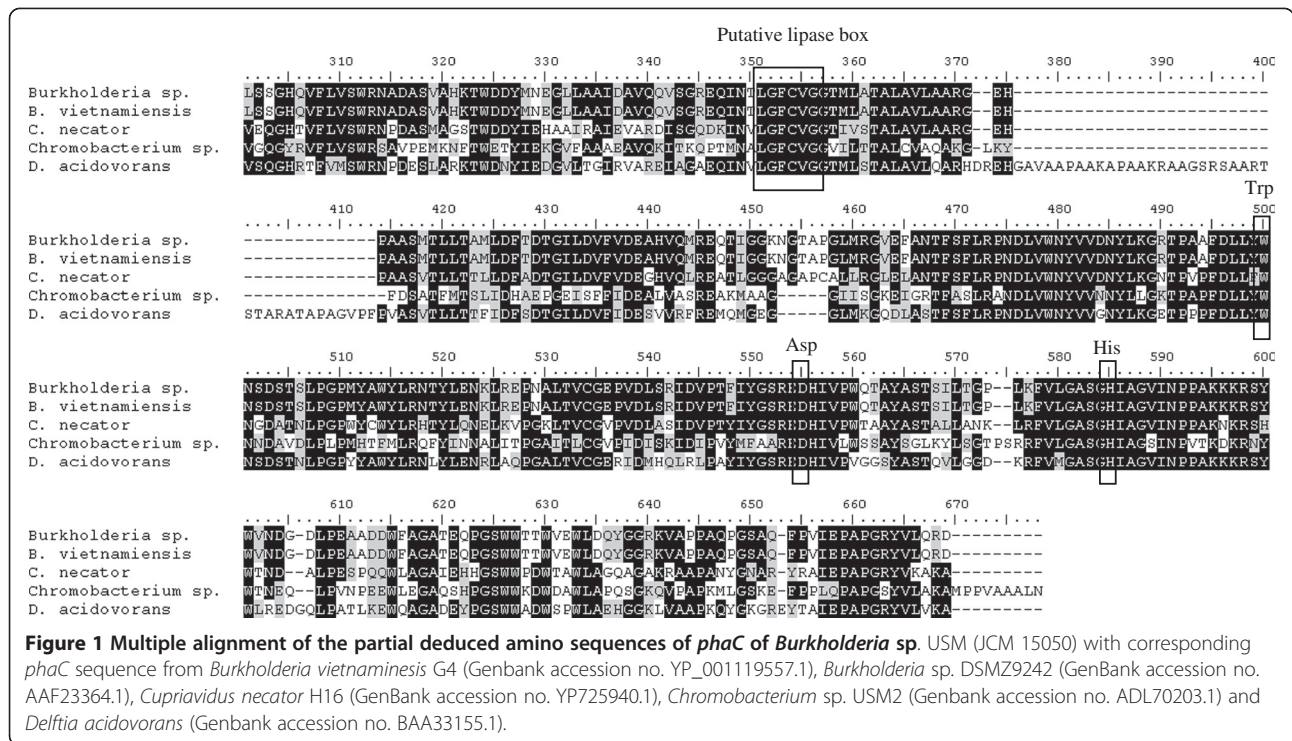 Putative lipase box
310 320 330 340 350 360 370 380 390 400
Burkholderia sp. LSSGHQVFLVSWRNADASVAHKTWDDYMNEGLLAAIDAVQQVSGREQINTLGFCVGGTMLATALAVLAARG-EH-------------------------
B. vietnamiensis LSSGHQVFLVSWRNADASVAHKTWDDYMNEGLLAAIDAVQQVSGREQINTLGFCVGGTMLATALAVLAARG-EH-------------------------
C. necator VEQGHTVFLVSWRNPDASMAGSTWDDYIEHAAIRAIEVARDISGQDKINVLGFCVGGTIVSTALAVLAARG-EH-------------------------
Chromobacterium sp. VGQGYRVFLVSWRSAVPEMKNFTWETYIEKGVFAAAEAVQKITKQPTMNALGFCVGGVILTTALCVAQAKG-LKY-------------------------
D. acidovorans VSQGHRTFVMSWRNPDESLARKTWDNYIEDGVLTGIRVAREIAGAEQINVLGFCVGGTMLSTALAVLQARHDREHGAVAAPAAKAPAAKRAAGSRSAART
Trp
410 420 430 440 450 460 470 480 490 500
Burkholderia sp. -------------PAASMTLLTAMLDFTDTGILDVFVDEAHVQMREQTIGGKNGTAPGLMRGVEFANTFSFLRPNDLVWNYVVDNYLKGRTPAAFDLLYW
B. vietnamiensis -------------PAASMTLLTAMLDFTDTGILDVFVDEAHVQMREQTIGGKNGTAPGLMRGVEFANTFSFLRPNDLVWNYVVDNYLKGRTPAAFDLLYW
C. necator -------------PAASVTLLTTLLDFADTGILDVFVDEGHVQLREATLGGGAGAPCALLRGLELANTFSFLRPNDLVWNYVVDNYLKGNTPVPFDLLFW
Chromobacterium sp. --------------FDSATFMTSLIDHAEPGEISFFIDEALVASREAKMAAG-----GIISGKEIGRTFASLRANDLVWNYVVNNYLLGKTPAPFDLLYW
D. acidovorans STARATAPAGVPFPVASVTLLTTFIDFSDTGILDVFIDESVVRFREMQMGEG-----GLMKGQDLASTFSFLRPNDLVWNYVVGNYLKGETPPPFDLLYW
Asp His
510 520 530 540 550 560 570 580 590 600
Burkholderia sp. NSDSTSLPGPMYAWYLRNTYLENKLREPNALTVCGEPVDLSRIDVPTFIYGSREDHIVPWQTAYASTSILTGP--LKFVLGASGHIAGVINPPAKKKRSY
B. vietnamiensis NSDSTSLPGPMYAWYLRNTYLENKLREPNALTVCGEPVDLSRIDVPTFIYGSREDHIVPWQTAYASTSILTGP--LKFVLGASGHIAGVINPPAKKKRSY
C. necator NGDATNLPGPWYCWYLRHTYLQNELKVPGKLTVCGVPVDLASIDVPTYIYGSREDHIVPWTAAYASTALLANK--LRFVLGASGHIAGVINPPAKNKRSH
Chromobacterium sp. NNDAVDLPLPMHTFMLRQFYINNALITPGAITLCGVPIDISKIDIPVYMFAAREDHIVLWSSAYSGLKYLSGTPSRRFVLGASGHIAGSINPVTKDKRNY
D. acidovorans NSDSTNLPGPYYAWYLRNLYLENRLAQPGALTVCGERIDMHQLRLPAYIYGSREDHIVPVGGSYASTQVLGGD--KRFVMGASGHIAGVINPPAKKKRSY
610 620 630 640 650 660 670
Burkholderia sp. WVNDG-DLPEAADDWFAGATEQPGSWWTTWVEWLDQYGGRKVAPPAQPGSAQ-FPVIEPAPGRYVLQRD---------
B. vietnamiensis WVNDG-DLPEAADDWFAGATEQPGSWWTTWVEWLDQYGGRKVAPPAQPGSAQ-FPVIEPAPGRYVLQRD---------
C. necator WTND--ALPESPQQWLAGAIEHHGSWWPDWTAWLAGQAGAKRAAPANYGNAR-YRAIEPAPGRYVKAKA---------
Chromobacterium sp. WTNEQ--LPVNPEEWLEGAQSHPGSWWKDWDAWLAPQSGKQVPAPKMLGSKE-FPPLQPAPGSYVLAKAMPPVAAALN
D. acidovorans WLREDGQLPATLKEWQAGADEYPGSWWADWSPWLAEHGGKLVAAPKQYGKGREYTAIEPAPGRYVLVKA---------
Figure 1 Multiple alignment of the partial deduced amino sequences of phaC of Burkholderia sp. USM (JCM 15050) with corresponding
phaC sequence from Burkholderia vietnaminesis G4 (Genbank accession no. YP_001119557.1), Burkholderia sp. DSMZ9242 (GenBank accession no.
AAF23364.1), Cupriavidus necator H16 (GenBank accession no. YP725940.1), Chromobacterium sp. USM2 (Genbank accession no. ADL70203.1) and
Delftia acidovorans (Genbank accession no. BAA33155.1).